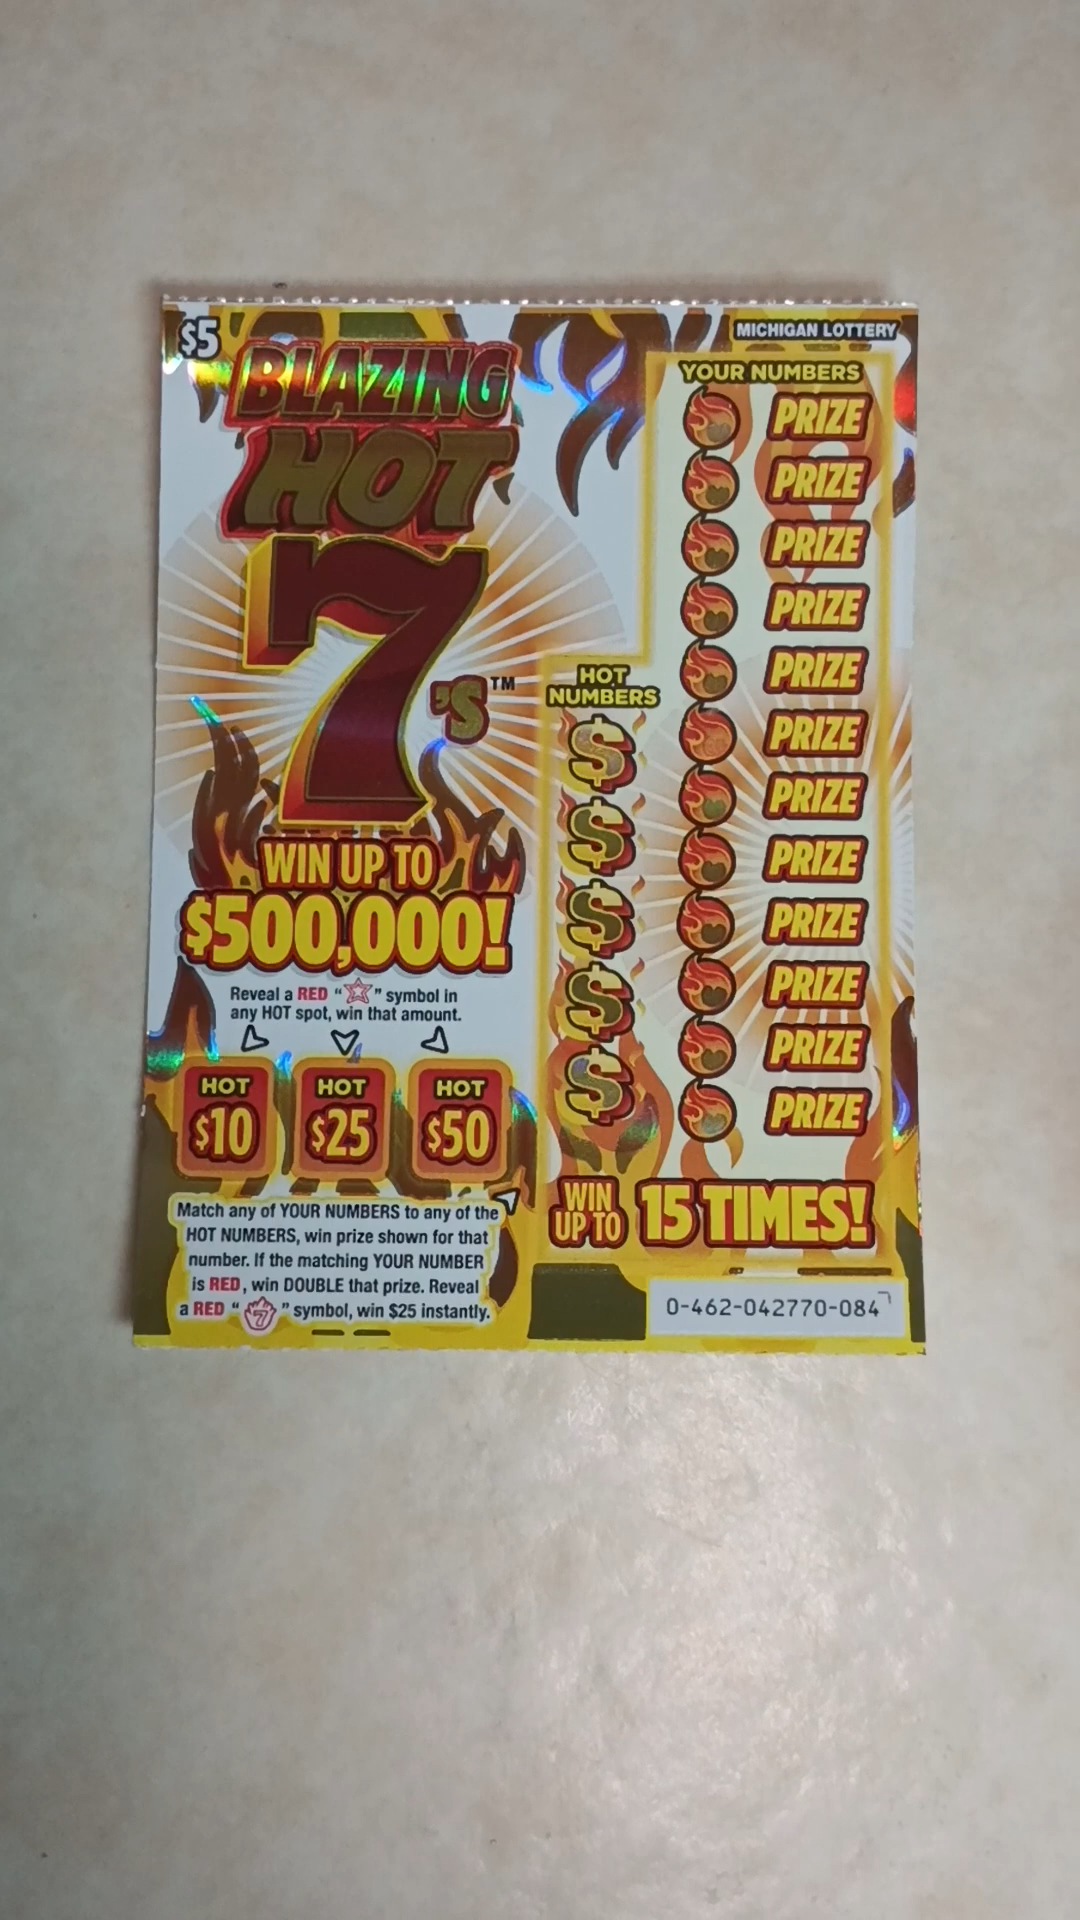 $5
MICHIGAN LOTTERY
BLAZING
HOT
7's™
WIN UP TO
$500,000!
Reveal a RED “ ” symbol in
any HOT spot, win that amount.
HOT
$10
HOT
$25
HOT
$50
Match any of YOUR NUMBERS to any of the
HOT NUMBERS, win prize shown for that
number. If the matching YOUR NUMBER
is RED, win DOUBLE that prize. Reveal
a RED “7” symbol, win $25 instantly.
HOT
NUMBERS
$
$
$
$
$
YOUR NUMBERS
PRIZE
PRIZE
PRIZE
PRIZE
PRIZE
PRIZE
PRIZE
PRIZE
PRIZE
PRIZE
PRIZE
PRIZE
WIN
UP TO
15 TIMES!
0-462-042770-084